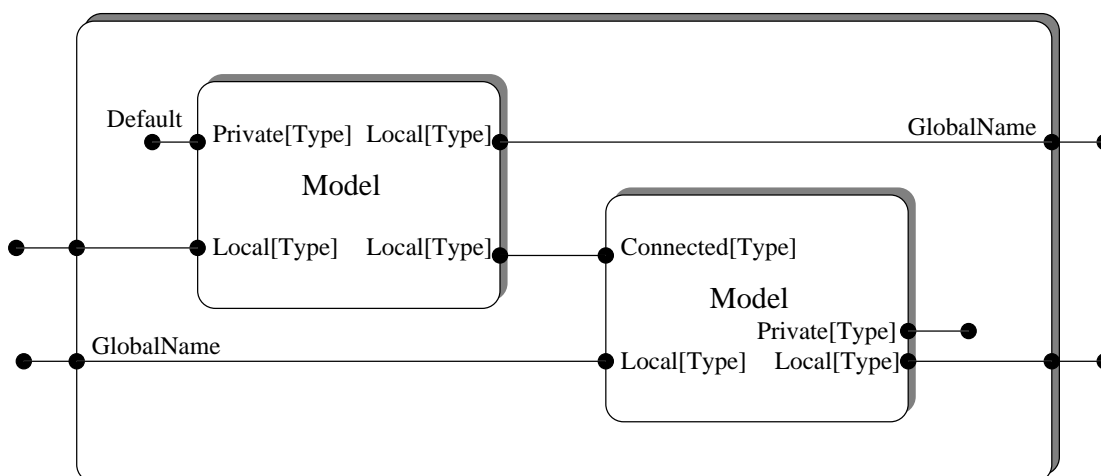 Default
GlobalName
Private[Type] Local[Type]
Model
Local[Type] Local[Type]
Connected[Type]
Model
Private[Type]
GlobalName
Local[Type] Local[Type]